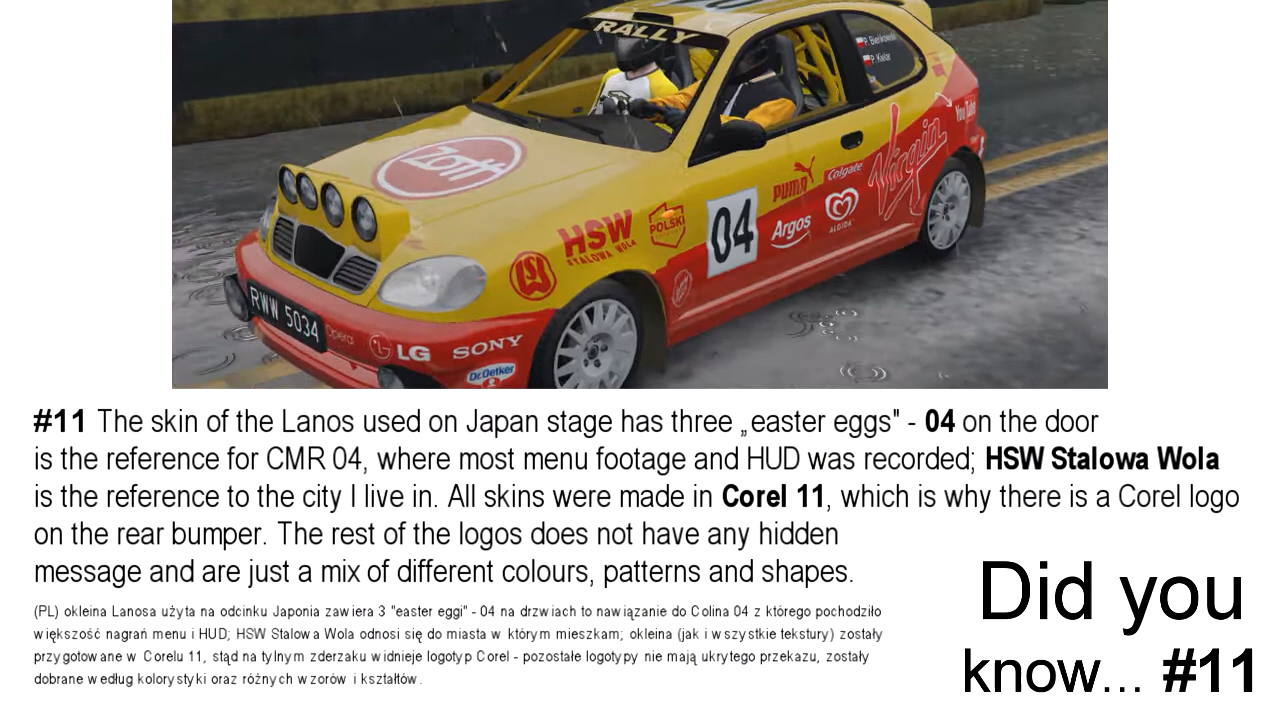 RALLY
P. Bieńkowski
P. Kielar
Zott
YouTube
Virgin
PUMA
Colgate
04
Argos
ALGIDA
HSW
STALOWA WOLA
POLSKI
RWW 5034
Opera
LG
SONY
Dr.Oetker
#11 The skin of the Lanos used on Japan stage has three „easter eggs" - 04 on the door
is the reference for CMR 04, where most menu footage and HUD was recorded; HSW Stalowa Wola
is the reference to the city I live in. All skins were made in Corel 11, which is why there is a Corel logo
on the rear bumper. The rest of the logos does not have any hidden
message and are just a mix of different colours, patterns and shapes.
(PL) okleina Lanosa użyta na odcinku Japonia zawiera 3 "easter eggi" - 04 na drzwiach to nawiązanie do Colina 04 z którego pochodziło
większość nagrań menu i HUD; HSW Stalowa Wola odnosi się do miasta w którym mieszkam; okleina (jak i wszystkie tekstury) zostały
przygotowane w Corelu 11, stąd na tylnym zderzaku widnieje logotyp Corel - pozostałe logotypy nie mają ukrytego przekazu, zostały
dobrane według kolorystyki oraz różnych wzorów i kształtów.
Did you
know... #11